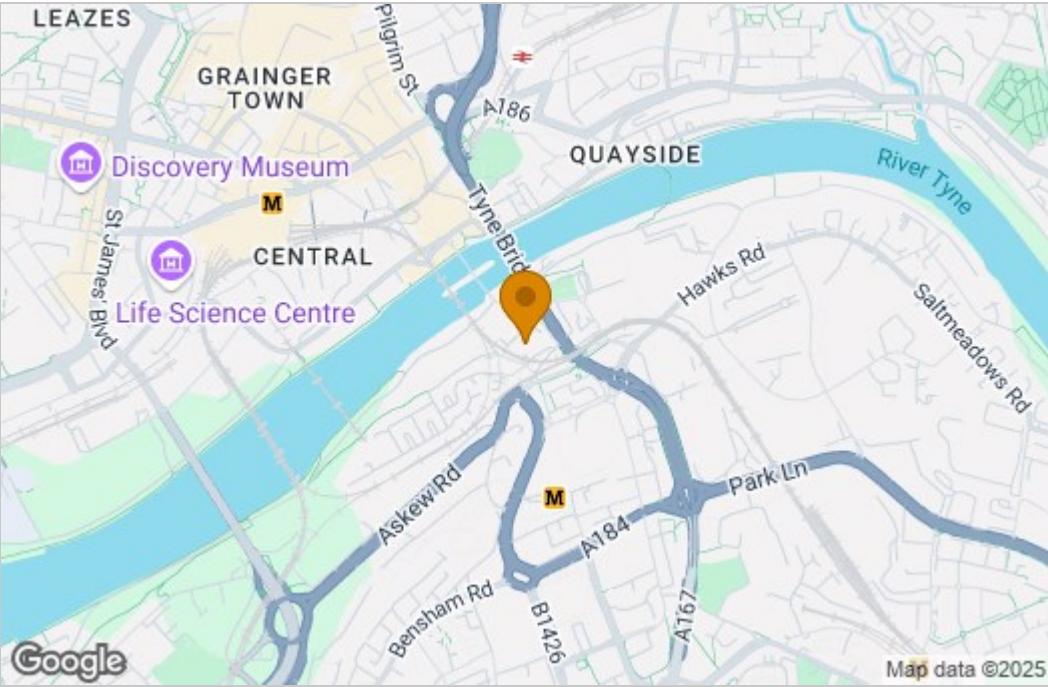 LEAZES
Pilgrim St
GRAINGER
TOWN
A186
QUAYSIDE
Discovery Museum
M
River Tyne
Tyne Bridg
St James' Blvd
CENTRAL
Hawks Rd
Life Science Centre
Saltmeadows Rd
Askew Rd
M
Park Ln
A184
Bensham Rd
B1426
A167
Google
Map data ©2025